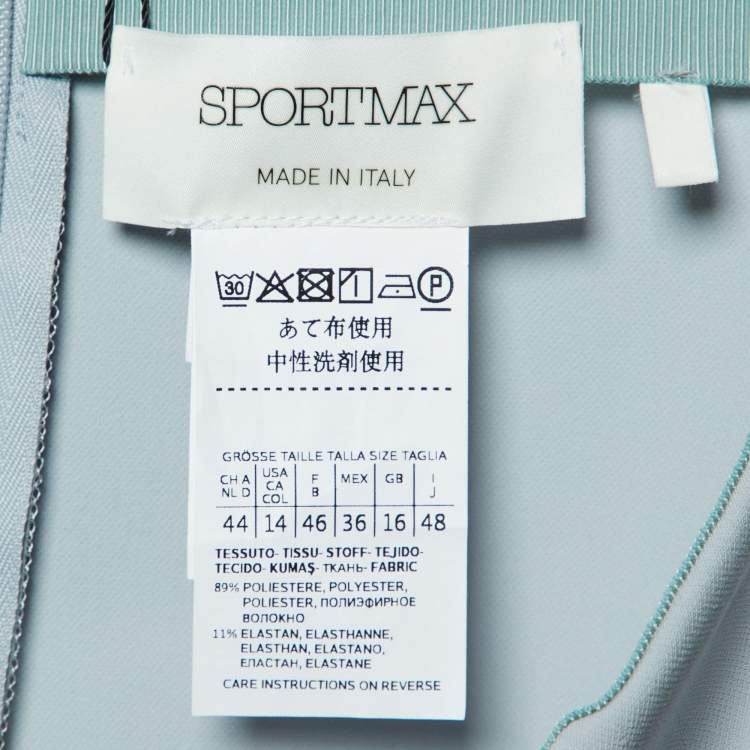 SPORTMAX
MADE IN ITALY
30 P
あて布使用
中性洗剤使用
GRÖSSE TAILLE TALLA SIZE TAGLIA
CH A NL D USA CA COL F B MEX GB I J
44 14 46 36 16 48
TESSUTO- TISSU- STOFF- TEJIDO-
TECIDO- KUMAŞ- ТКАНЬ- FABRIC
89% POLIESTERE, POLYESTER,
POLIESTER, ПОЛИЭФИРНОЕ
ВОЛОКНО
11% ELASTAN, ELASTHANNE,
ELASTHAN, ELASTANO,
ЕЛАСТАН, ELASTANE
CARE INSTRUCTIONS ON REVERSE